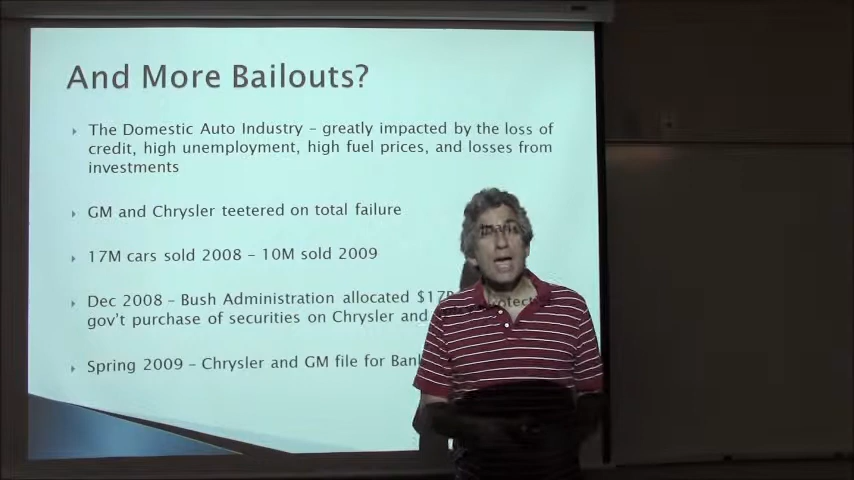 And More Bailouts?
The Domestic Auto Industry – greatly impacted by the loss of
credit, high unemployment, high fuel prices, and losses from
investments
GM and Chrysler teetered on total failure
17M cars sold 2008 – 10M sold 2009
Dec 2008 – Bush Administration allocated $17B
gov't purchase of securities on Chrysler and
Spring 2009 – Chrysler and GM file for